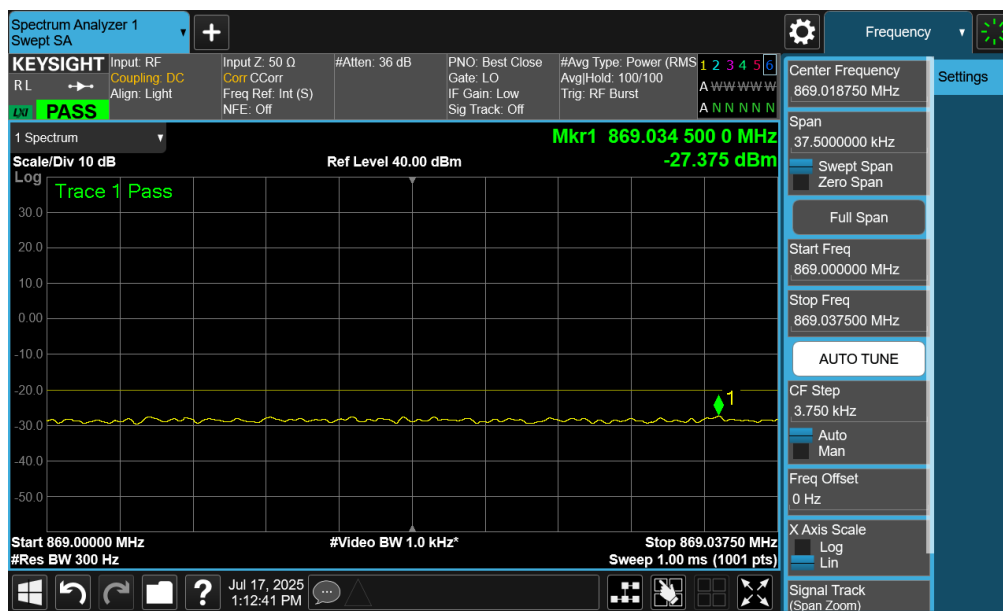 Spectrum Analyzer 1
Swept SA
+
Frequency
KEYSIGHT
RL
LXI PASS
Input: RF
Coupling: DC
Align: Light
Input Z: 50 Ω
Corr CCorr
Freq Ref: Int (S)
NFE: Off
#Atten: 36 dB
PNO: Best Close
Gate: LO
IF Gain: Low
Sig Track: Off
#Avg Type: Power (RMS
Avg|Hold: 100/100
Trig: RF Burst
1 2 3 4 5 6
A W W W W W
A N N N N N
1 Spectrum
Mkr1 869.034 500 0 MHz
Scale/Div 10 dB
Ref Level 40.00 dBm
-27.375 dBm
Log
Trace 1 Pass
30.0
20.0
10.0
0.00
-10.0
-20.0
1
-30.0
-40.0
-50.0
Start 869.00000 MHz
#Video BW 1.0 kHz*
Stop 869.03750 MHz
#Res BW 300 Hz
Sweep 1.00 ms (1001 pts)
?
Jul 17, 2025
1:12:41 PM
Center Frequency
869.018750 MHz
Settings
Span
37.5000000 kHz
Swept Span
Zero Span
Full Span
Start Freq
869.000000 MHz
Stop Freq
869.037500 MHz
AUTO TUNE
CF Step
3.750 kHz
Auto
Man
Freq Offset
0 Hz
X Axis Scale
Log
Lin
Signal Track
(Span Zoom)